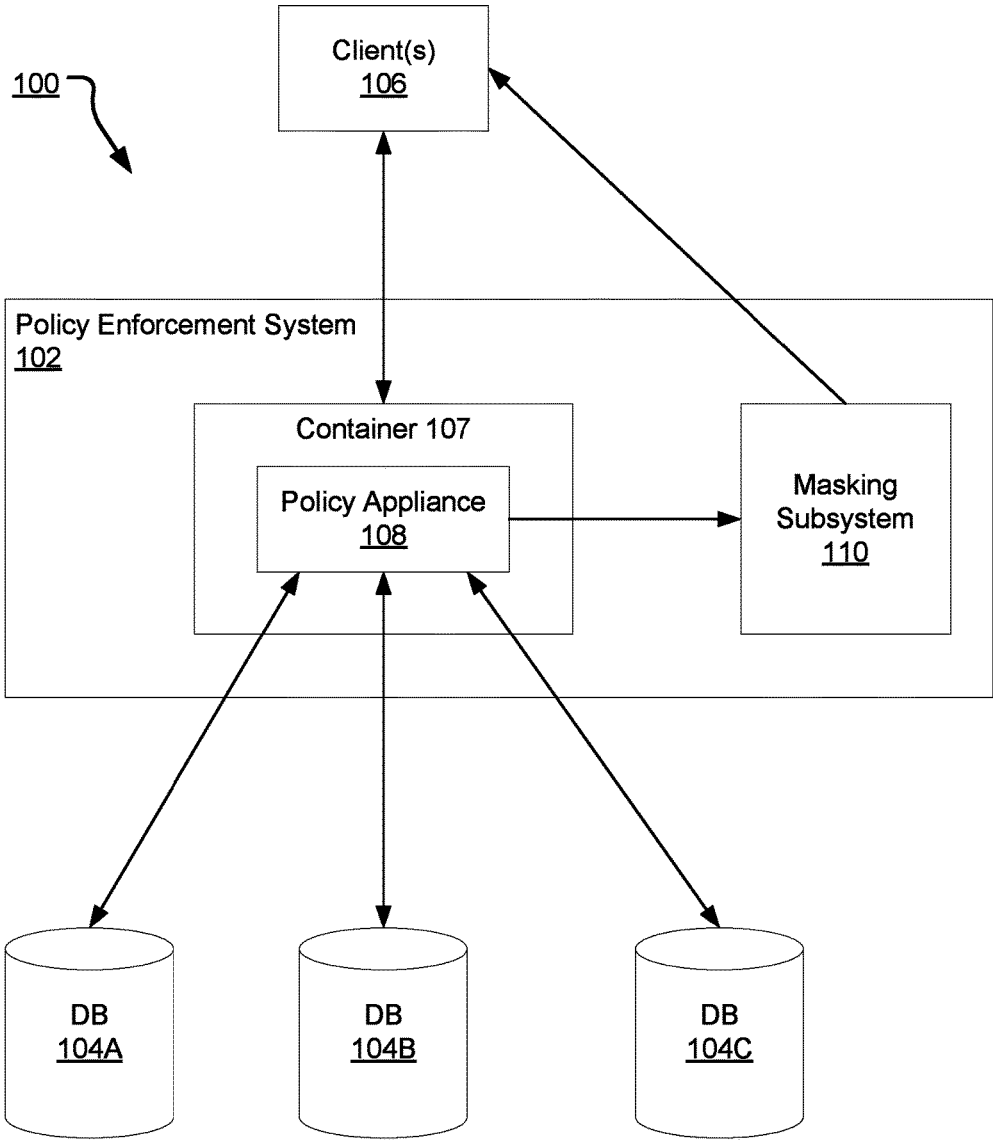 100
Client(s)
106
Policy Enforcement System
102
Container 107
Policy Appliance
108
Masking
Subsystem
110
DB
104A
DB
104B
DB
104C